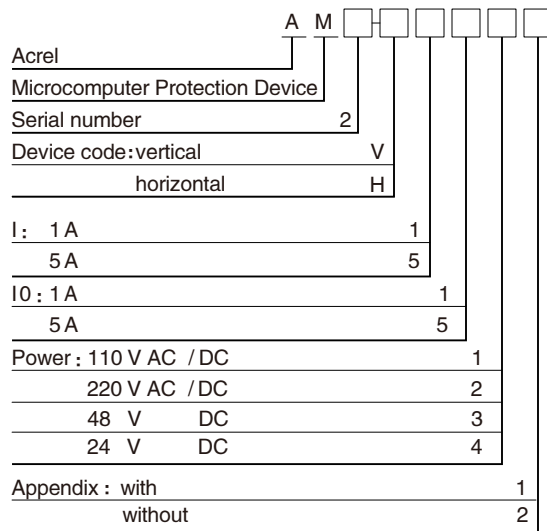 A M
Acrel
Microcomputer Protection Device
Serial number 2
Device code:vertical V
horizontal H
I: 1 A 1
5 A 5
I0: 1 A 1
5 A 5
Power: 110 V AC / DC 1
220 V AC / DC 2
48 V DC 3
24 V DC 4
Appendix: with 1
without 2